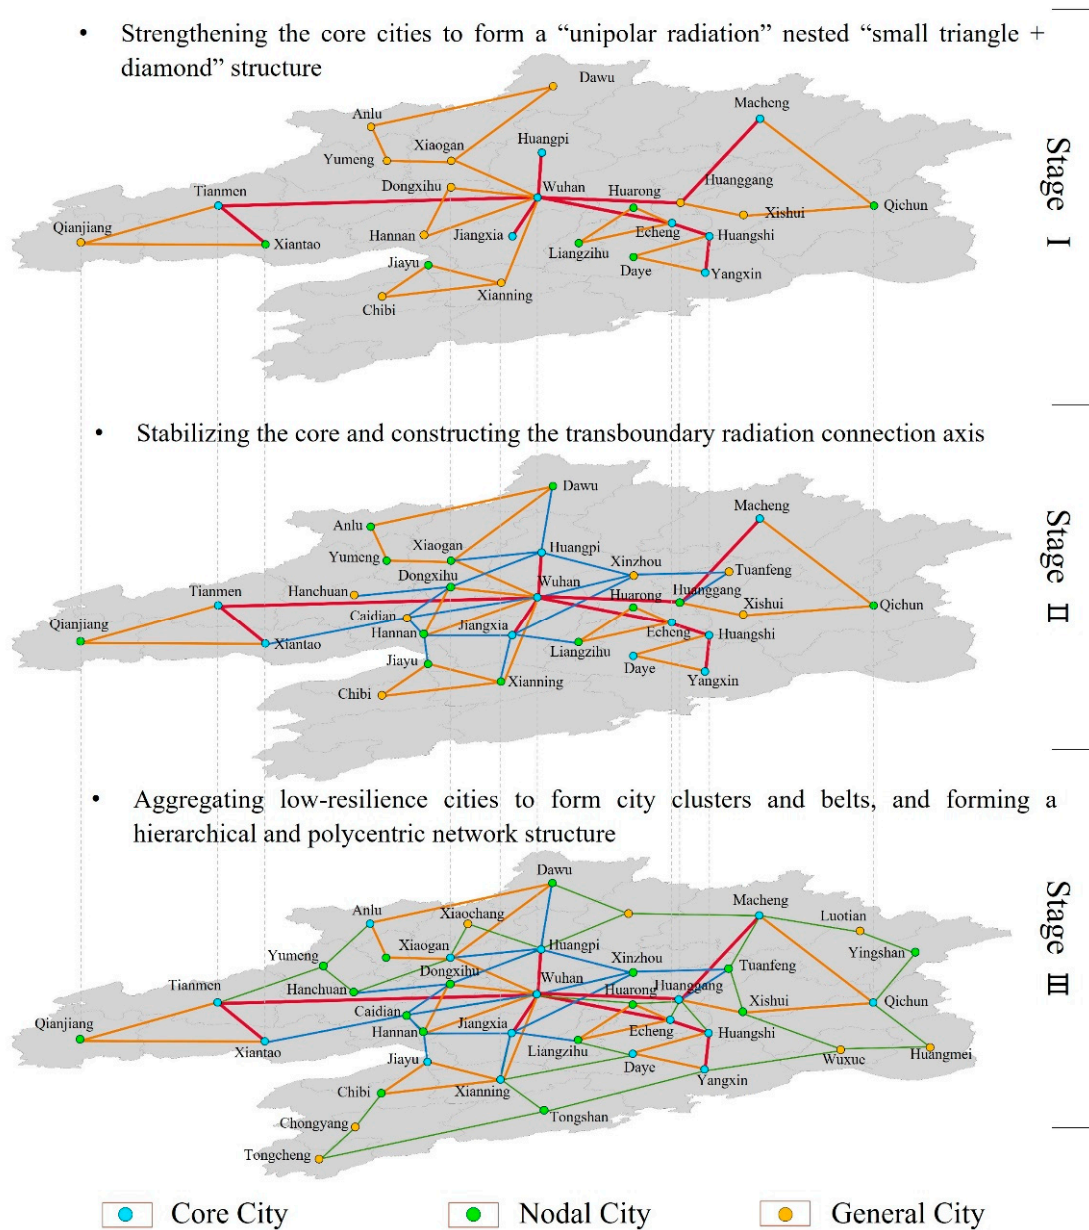 • Strengthening the core cities to form a “unipolar radiation” nested “small triangle +
diamond” structure
Dawu
Macheng
Anlu
Huangpi
Yumeng
Xiaogan
Huanggang
Dongxihu
Wuhan
Huarong
Tianmen
Qichun
Xishui
Qianjiang
Hannan
Jiangxia
Echeng
Huangshi
Xiantao
Liangzihu
Jiayu
Daye
Yangxin
Xianning
Chibi
Stage I
• Stabilizing the core and constructing the transboundary radiation connection axis
Dawu
Macheng
Anlu
Huangpi
Yumeng
Xiaogan
Xinzhou
Tuanfeng
Dongxihu
Hanchuan
Wuhan
Huanggang
Tianmen
Huarong
Xishui
Qichun
Caidian
Qianjiang
Hannan
Jiangxia
Echeng
Huangshi
Xiantao
Liangzihu
Jiayu
Daye
Yangxin
Xianning
Chibi
Stage II
• Aggregating low-resilience cities to form city clusters and belts, and forming a
hierarchical and polycentric network structure
Dawu
Macheng
Anlu
Xiaochang
Luotian
Xiaogan
Huangpi
Yumeng
Xinzhou
Yingshan
Dongxihu
Tuanfeng
Tianmen
Hanchuan
Wuhan
Huanggang
Huarong
Xishui
Qichun
Caidian
Qianjiang
Hannan
Jiangxia
Echeng
Huangshi
Xiantao
Liangzihu
Jiayu
Daye
Wuxuc
Huangmei
Yangxin
Xianning
Chibi
Tongshan
Chongyang
Tongcheng
Stage III
Core City
Nodal City
General City